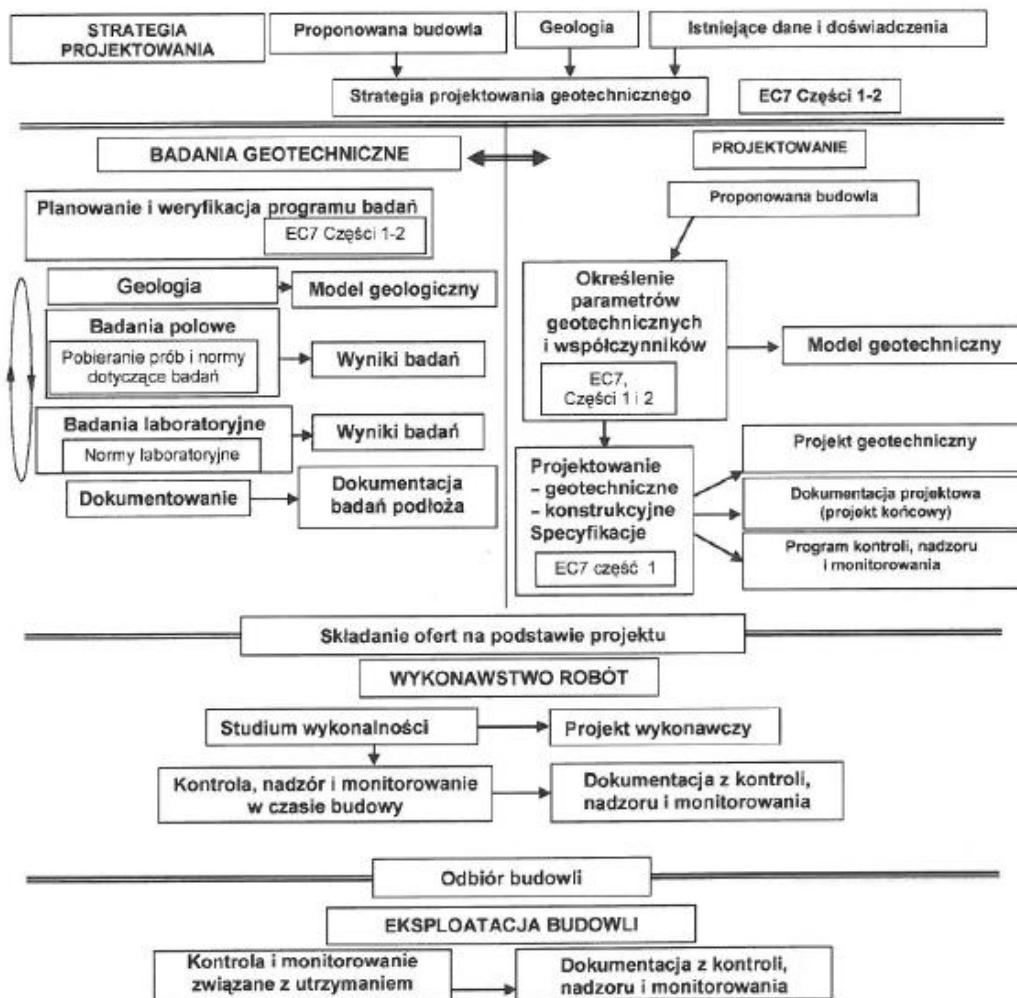 STRATEGIA
PROJEKTOWANIA
Proponowana budowla
Geologia
Istniejące dane i doświadczenia
Strategia projektowania geotechnicznego
EC7 Części 1-2
BADANIA GEOTECHNICZNE
Planowanie i weryfikacja programu badań
EC7 Części 1-2
Geologia
Model geologiczny
Badania polowe
Pobieranie prób i normy
dotyczące badań
Wyniki badań
Badania laboratoryjne
Normy laboratoryjne
Wyniki badań
Dokumentowanie
Dokumentacja
badań podłoża
PROJEKTOWANIE
Proponowana budowla
Określenie
parametrów
geotechnicznych
i współczynników
EC7,
Części 1 i 2
Model geotechniczny
Projektowanie
– geotechniczne
– konstrukcyjne
Specyfikacje
EC7 część 1
Projekt geotechniczny
Dokumentacja projektowa
(projekt końcowy)
Program kontroli, nadzoru
i monitorowania
Składanie ofert na podstawie projektu
WYKONAWSTWO ROBÓT
Studium wykonalności
Projekt wykonawczy
Kontrola, nadzór i monitorowanie
w czasie budowy
Dokumentacja z kontroli,
nadzoru i monitorowania
Odbiór budowli
EKSPLOATACJA BUDOWLI
Kontrola i monitorowanie
związane z utrzymaniem
Dokumentacja z kontroli,
nadzoru i monitorowania